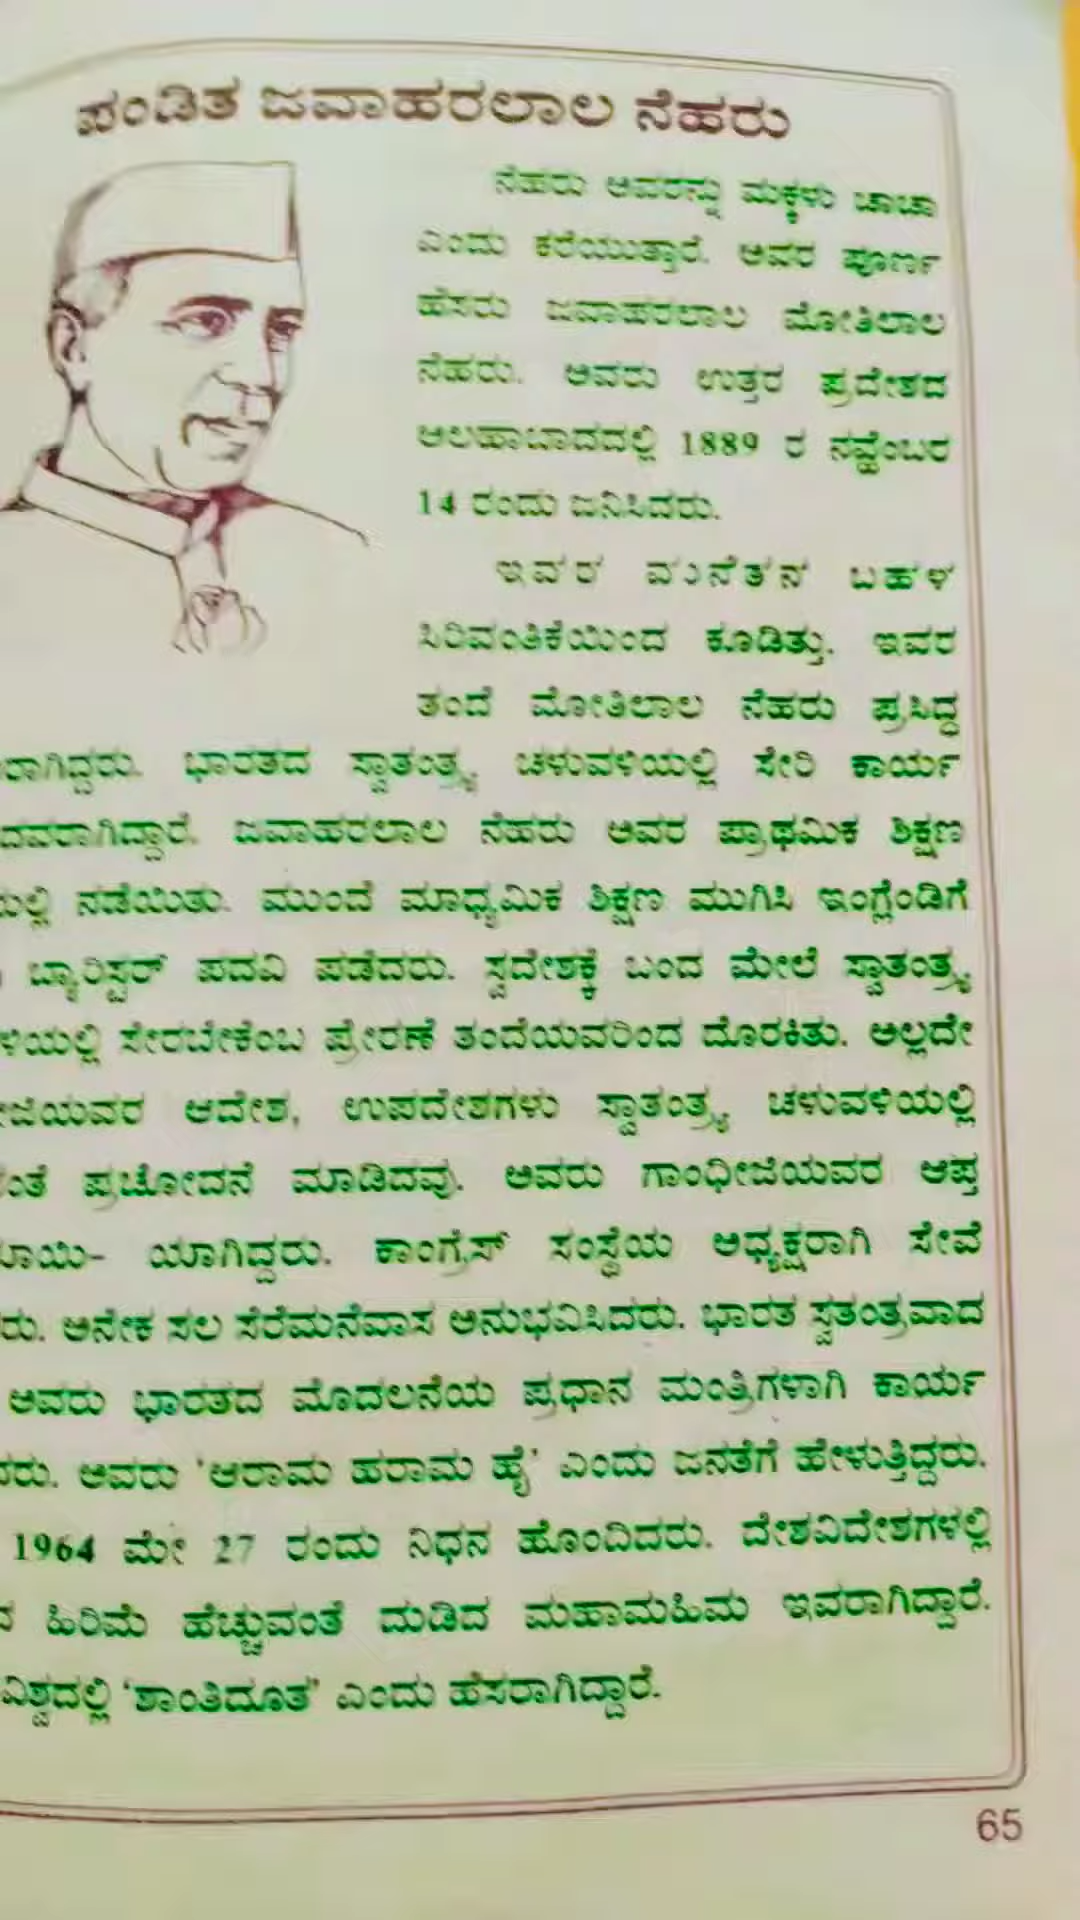 ಪಂಡಿತ ಜವಾಹರಲಾಲ ನೆಹರು
ನೆಹರು ಅವರನ್ನು ಮಕ್ಕಳು ಚಾಚಾ
ಎಂದು ಕರೆಯುತ್ತಾರೆ. ಅವರ ಪೂರ್ಣ
ಹೆಸರು ಜವಾಹರಲಾಲ ಮೋತಿಲಾಲ
ನೆಹರು. ಅವರು ಉತ್ತರ ಪ್ರದೇಶದ
ಅಲಹಾಬಾದದಲ್ಲಿ 1889 ರ ನವ್ಹೆಂಬರ
14 ರಂದು ಜನಿಸಿದರು.
ಇವರ ಮನೆತನ ಬಹಳ
ಸಿರಿವಂತಿಕೆಯಿಂದ ಕೂಡಿತ್ತು. ಇವರ
ತಂದೆ ಮೋತಿಲಾಲ ನೆಹರು ಪ್ರಸಿದ್ಧ
ರಾಗಿದ್ದರು. ಭಾರತದ ಸ್ವಾತಂತ್ರ್ಯ ಚಳುವಳಿಯಲ್ಲಿ ಸೇರಿ ಕಾರ್ಯ
ದವರಾಗಿದ್ದಾರೆ. ಜವಾಹರಲಾಲ ನೆಹರು ಅವರ ಪ್ರಾಥಮಿಕ ಶಿಕ್ಷಣ
ಯಲ್ಲಿ ನಡೆಯಿತು. ಮುಂದೆ ಮಾಧ್ಯಮಿಕ ಶಿಕ್ಷಣ ಮುಗಿಸಿ ಇಂಗ್ಲೆಂಡಿಗೆ
ಬ್ಯಾರಿಸ್ಟರ್ ಪದವಿ ಪಡೆದರು. ಸ್ವದೇಶಕ್ಕೆ ಬಂದ ಮೇಲೆ ಸ್ವಾತಂತ್ರ್ಯ
ಳಿಯಲ್ಲಿ ಸೇರಬೇಕೆಂಬ ಪ್ರೇರಣೆ ತಂದೆಯವರಿಂದ ದೊರಕಿತು. ಅಲ್ಲದೇ
ಜಿಯವರ ಆದೇಶ, ಉಪದೇಶಗಳು ಸ್ವಾತಂತ್ರ್ಯ ಚಳುವಳಿಯಲ್ಲಿ
ಂತೆ ಪ್ರಚೋದನೆ ಮಾಡಿದವು. ಅವರು ಗಾಂಧೀಜಿಯವರ ಆಪ್ತ
ಯಾಯಿ- ಯಾಗಿದ್ದರು. ಕಾಂಗ್ರೆಸ್ ಸಂಸ್ಥೆಯ ಅಧ್ಯಕ್ಷರಾಗಿ ಸೇವೆ
ರು. ಅನೇಕ ಸಲ ಸೆರೆಮನೆವಾಸ ಅನುಭವಿಸಿದರು. ಭಾರತ ಸ್ವತಂತ್ರವಾದ
ಅವರು ಭಾರತದ ಮೊದಲನೆಯ ಪ್ರಧಾನ ಮಂತ್ರಿಗಳಾಗಿ ಕಾರ್ಯ
ದರು. ಅವರು 'ಆರಾಮ ಹರಾಮ ಹೈ' ಎಂದು ಜನತೆಗೆ ಹೇಳುತ್ತಿದ್ದರು.
1964 ಮೇ 27 ರಂದು ನಿಧನ ಹೊಂದಿದರು. ದೇಶವಿದೇಶಗಳಲ್ಲಿ
ಹಿರಿಮೆ ಹೆಚ್ಚುವಂತೆ ದುಡಿದ ಮಹಾಮಹಿಮ ಇವರಾಗಿದ್ದಾರೆ.
ವಿಶ್ವದಲ್ಲಿ 'ಶಾಂತಿದೂತ' ಎಂದು ಹೆಸರಾಗಿದ್ದಾರೆ.
65